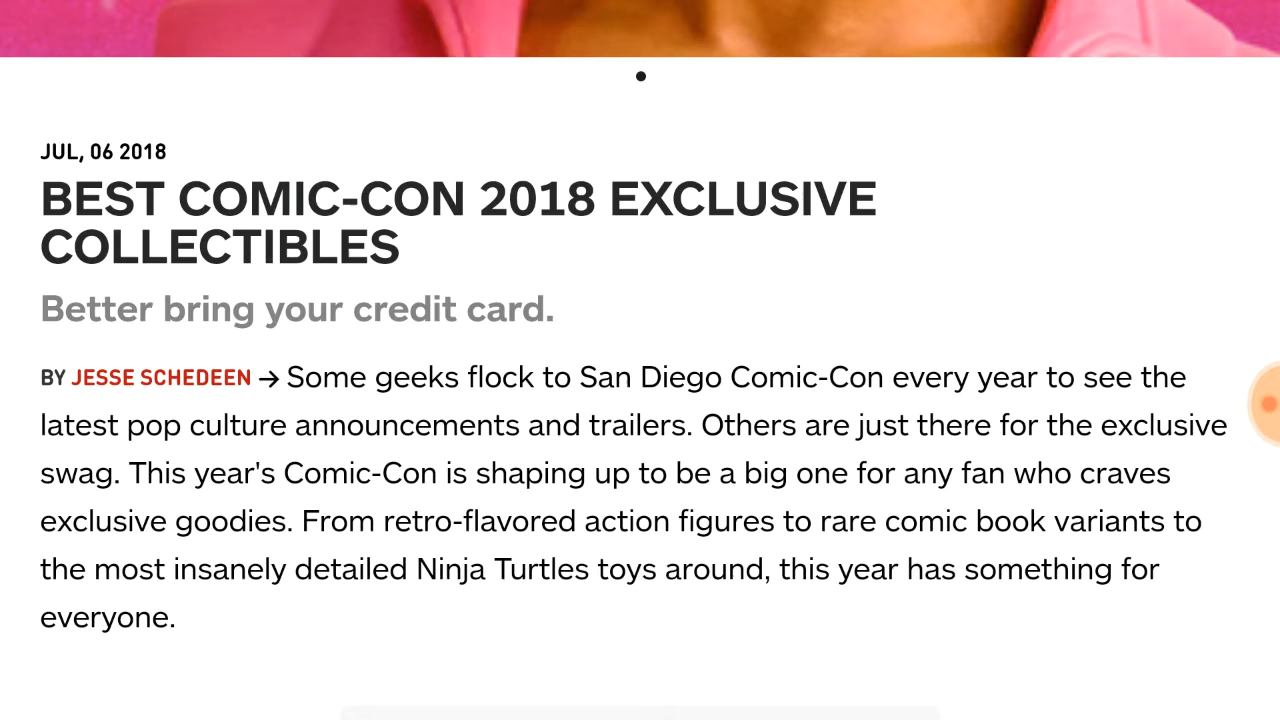 JUL, 06 2018
BEST COMIC-CON 2018 EXCLUSIVE
COLLECTIBLES
Better bring your credit card.
BY JESSE SCHEDEEN → Some geeks flock to San Diego Comic-Con every year to see the
latest pop culture announcements and trailers. Others are just there for the exclusive
swag. This year's Comic-Con is shaping up to be a big one for any fan who craves
exclusive goodies. From retro-flavored action figures to rare comic book variants to
the most insanely detailed Ninja Turtles toys around, this year has something for
everyone.